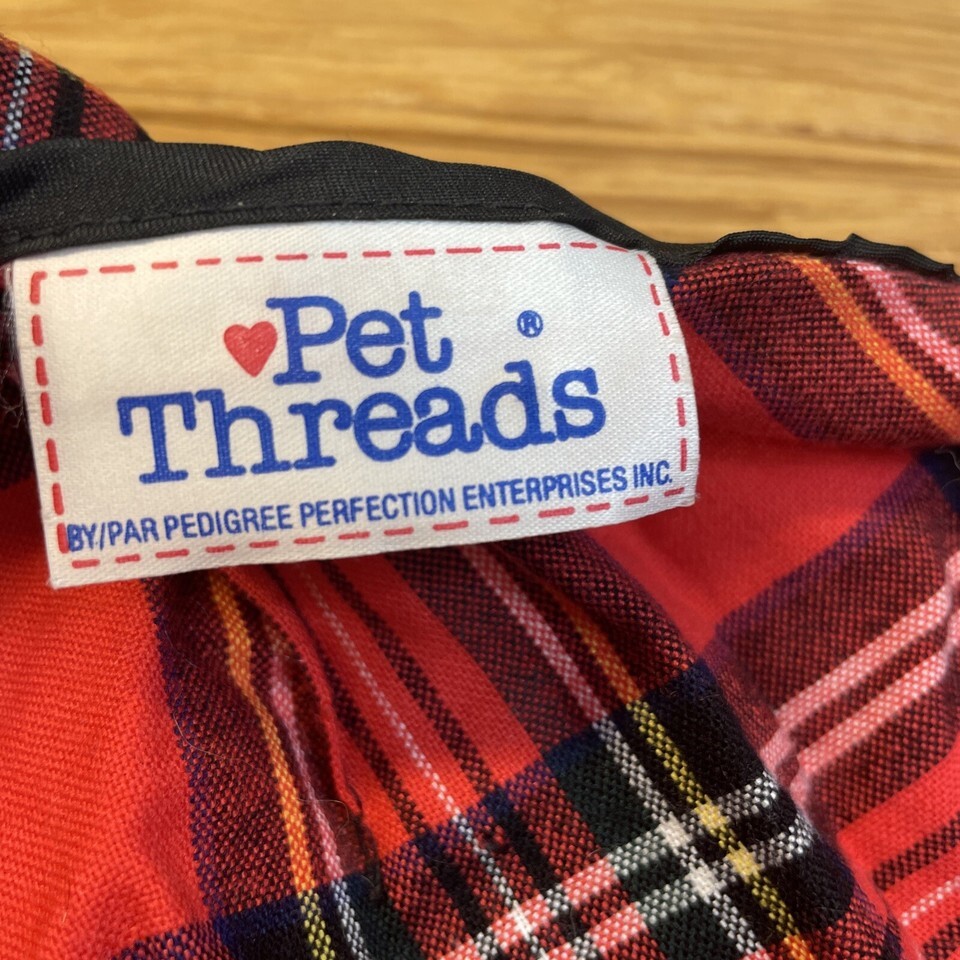 Pet ®
Threads
BY/PAR PEDIGREE PERFECTION ENTERPRISES INC.